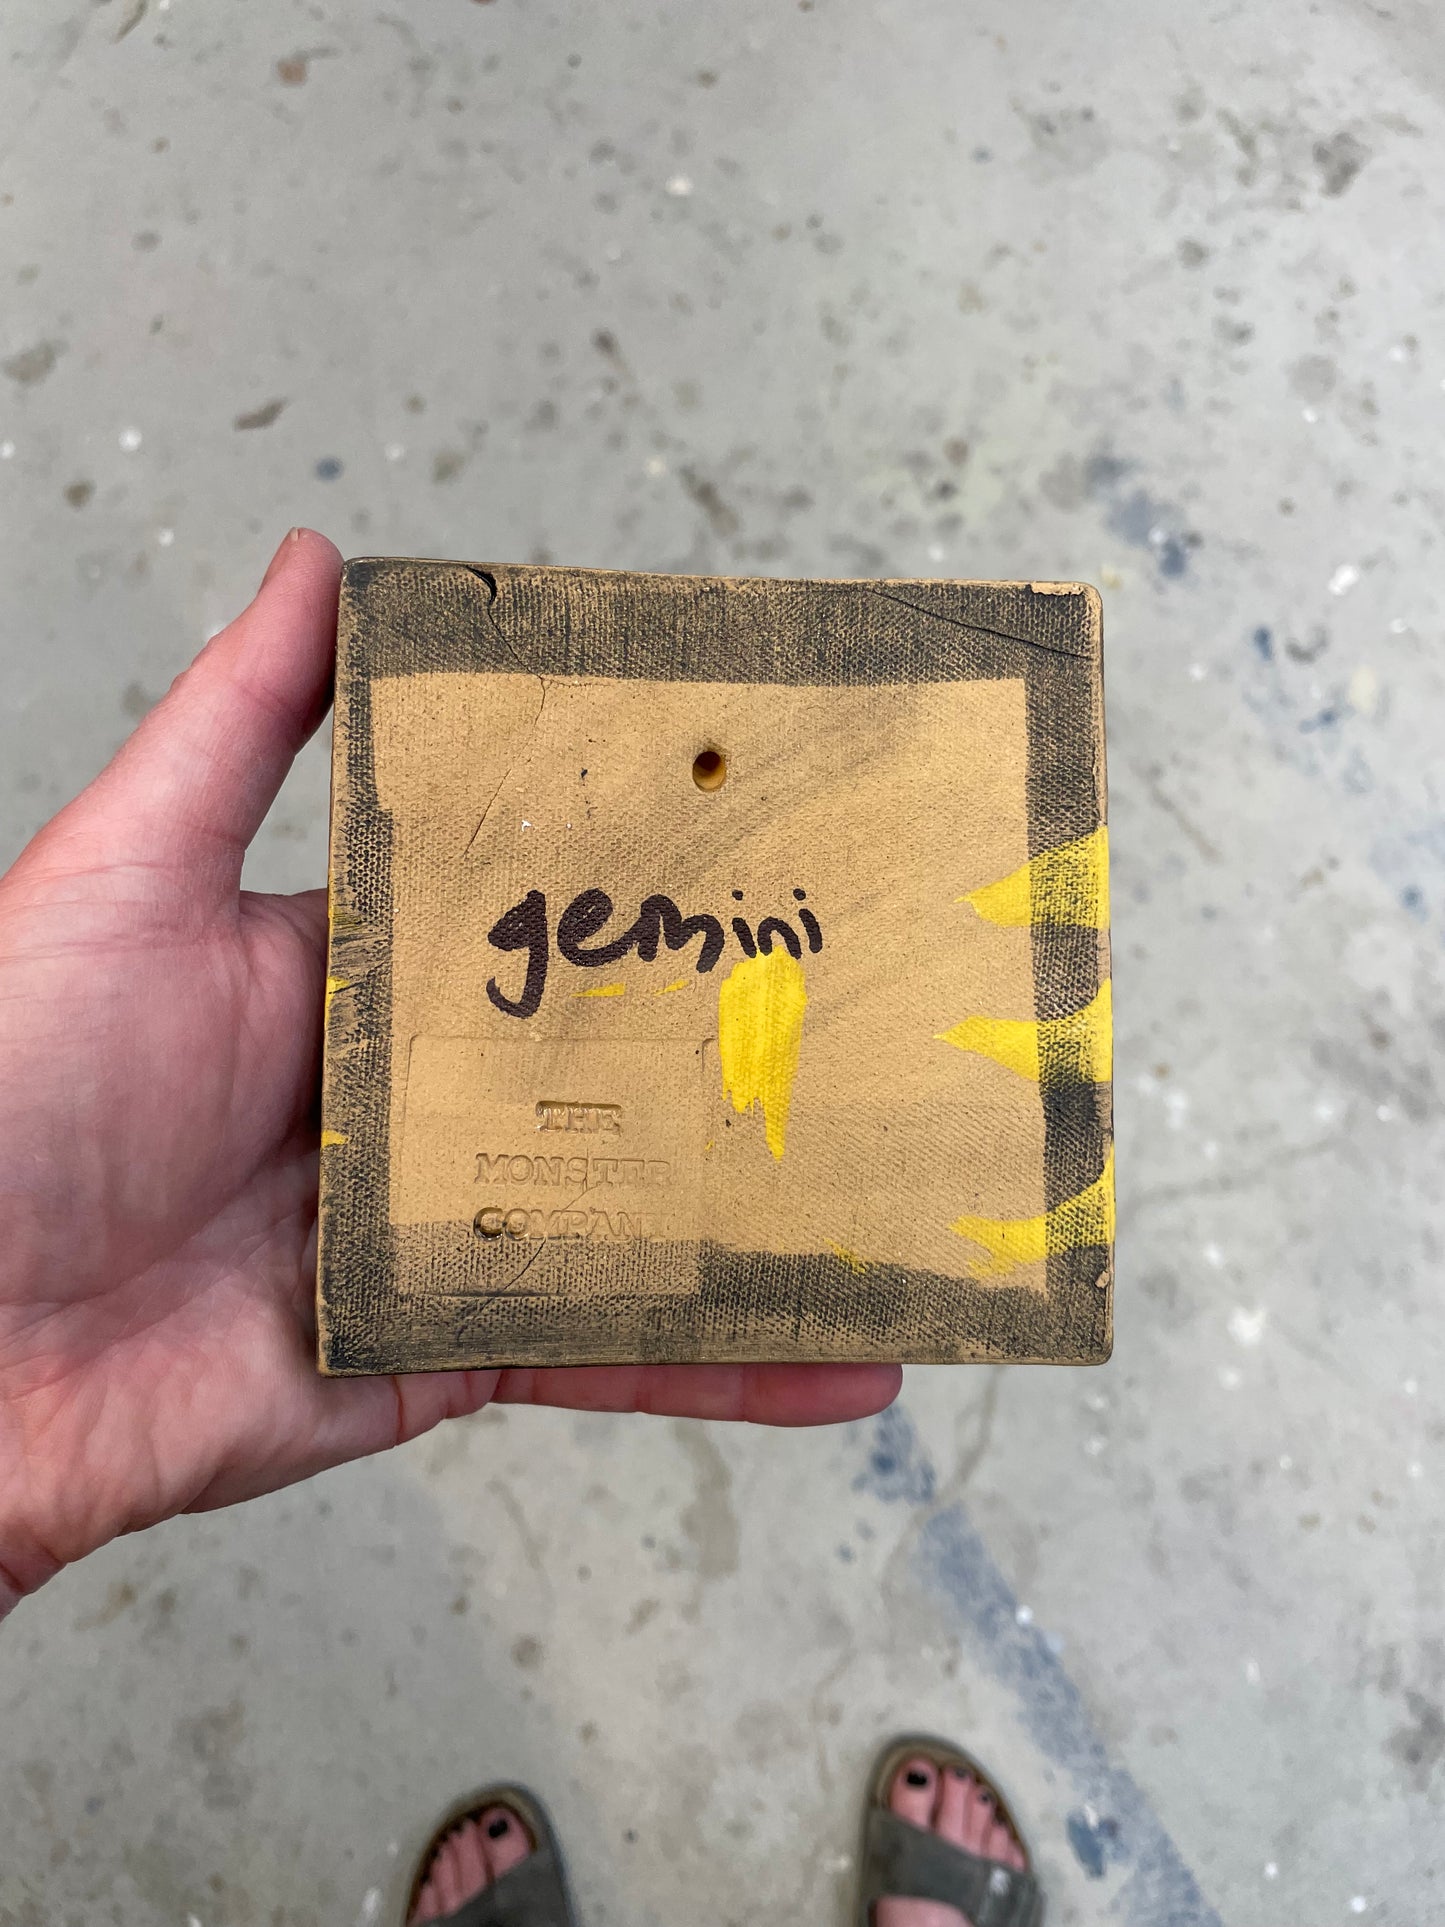 gemini
THE
MONSTER
COMPANY